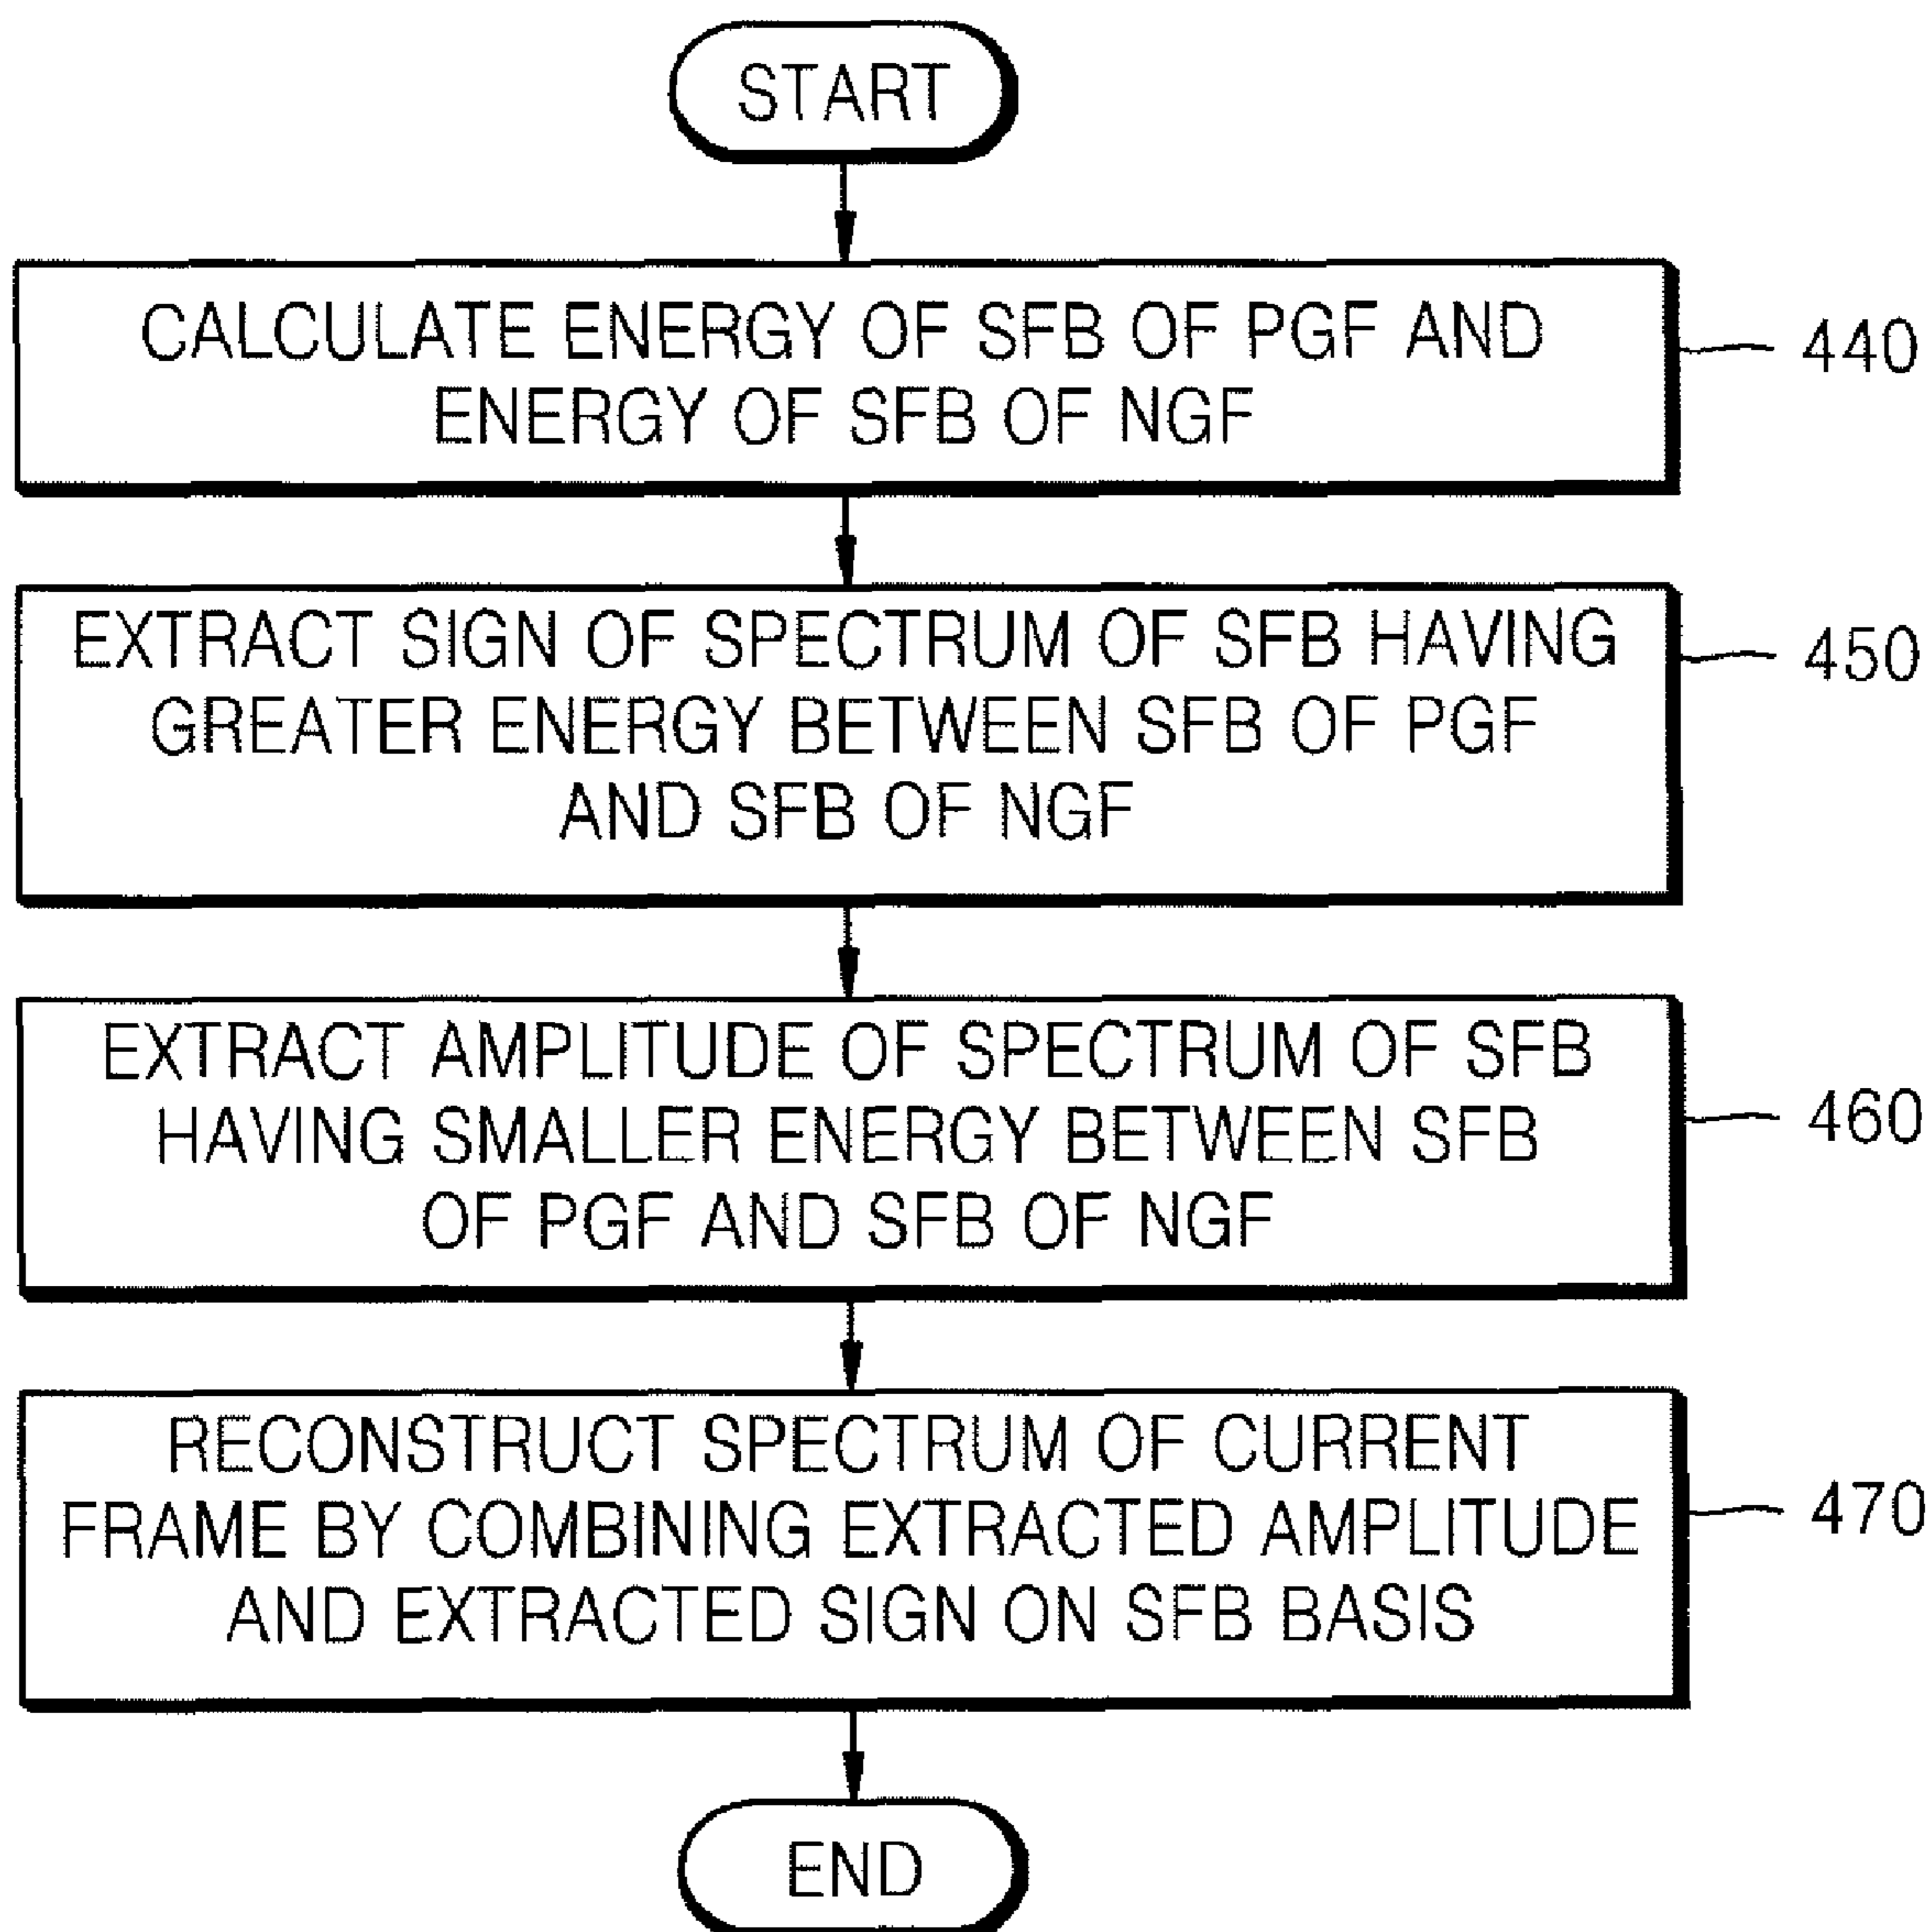 START
CALCULATE ENERGY OF SFB OF PGF AND
ENERGY OF SFB OF NGF
440
EXTRACT SIGN OF SPECTRUM OF SFB HAVING
GREATER ENERGY BETWEEN SFB OF PGF
AND SFB OF NGF
450
EXTRACT AMPLITUDE OF SPECTRUM OF SFB
HAVING SMALLER ENERGY BETWEEN SFB
OF PGF AND SFB OF NGF
460
RECONSTRUCT SPECTRUM OF CURRENT
FRAME BY COMBINING EXTRACTED AMPLITUDE
AND EXTRACTED SIGN ON SFB BASIS
470
END